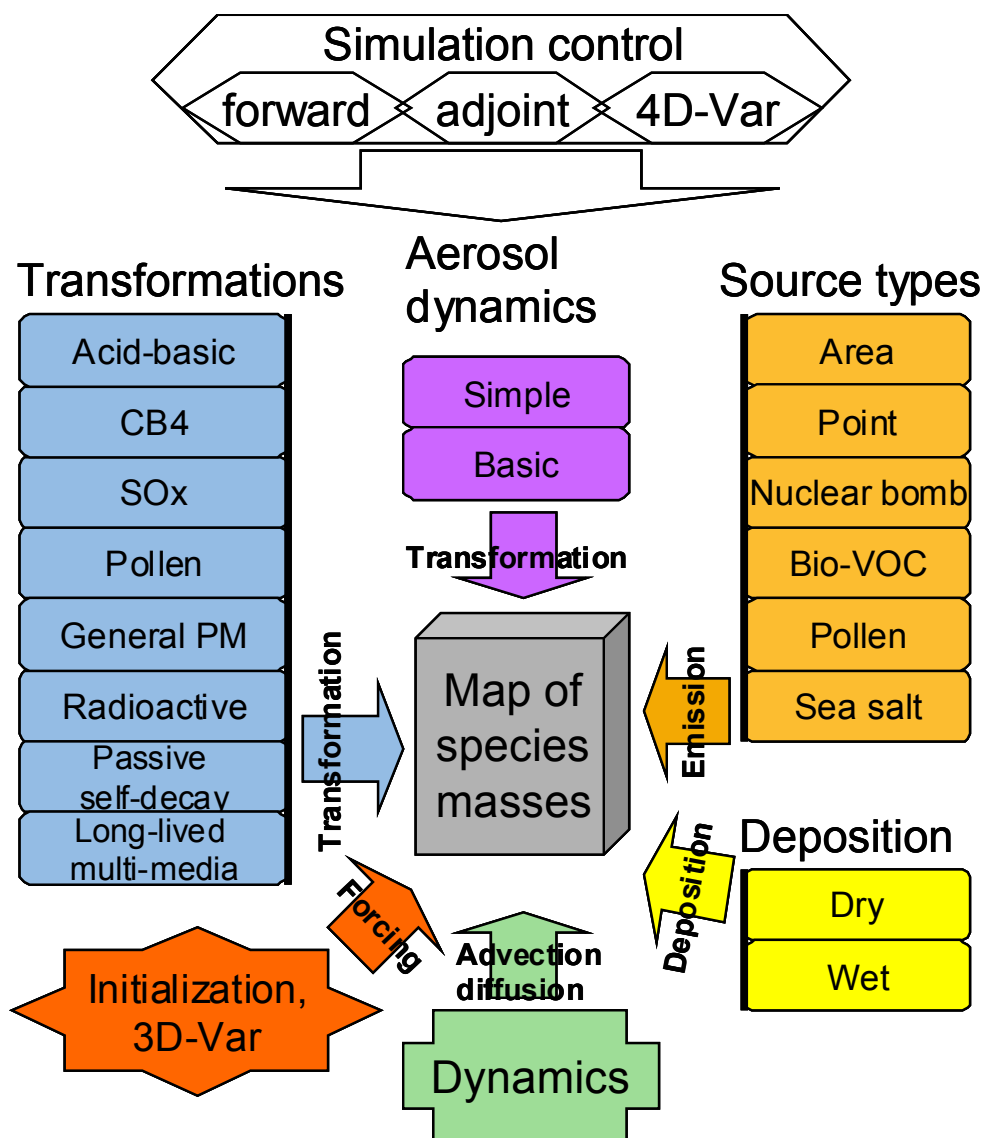 Simulation control
forward
adjoint
4D-Var
Transformations
Acid-basic
CB4
SOx
Pollen
General PM
Radioactive
Passive
self-decay
Long-lived
multi-media
Transformation
Aerosol
dynamics
Simple
Basic
Transformation
Map of
species
masses
Source types
Area
Point
Nuclear bomb
Bio-VOC
Pollen
Sea salt
Emission
Deposition
Dry
Wet
Deposition
Forcing
Initialization,
3D-Var
Advection
diffusion
Dynamics